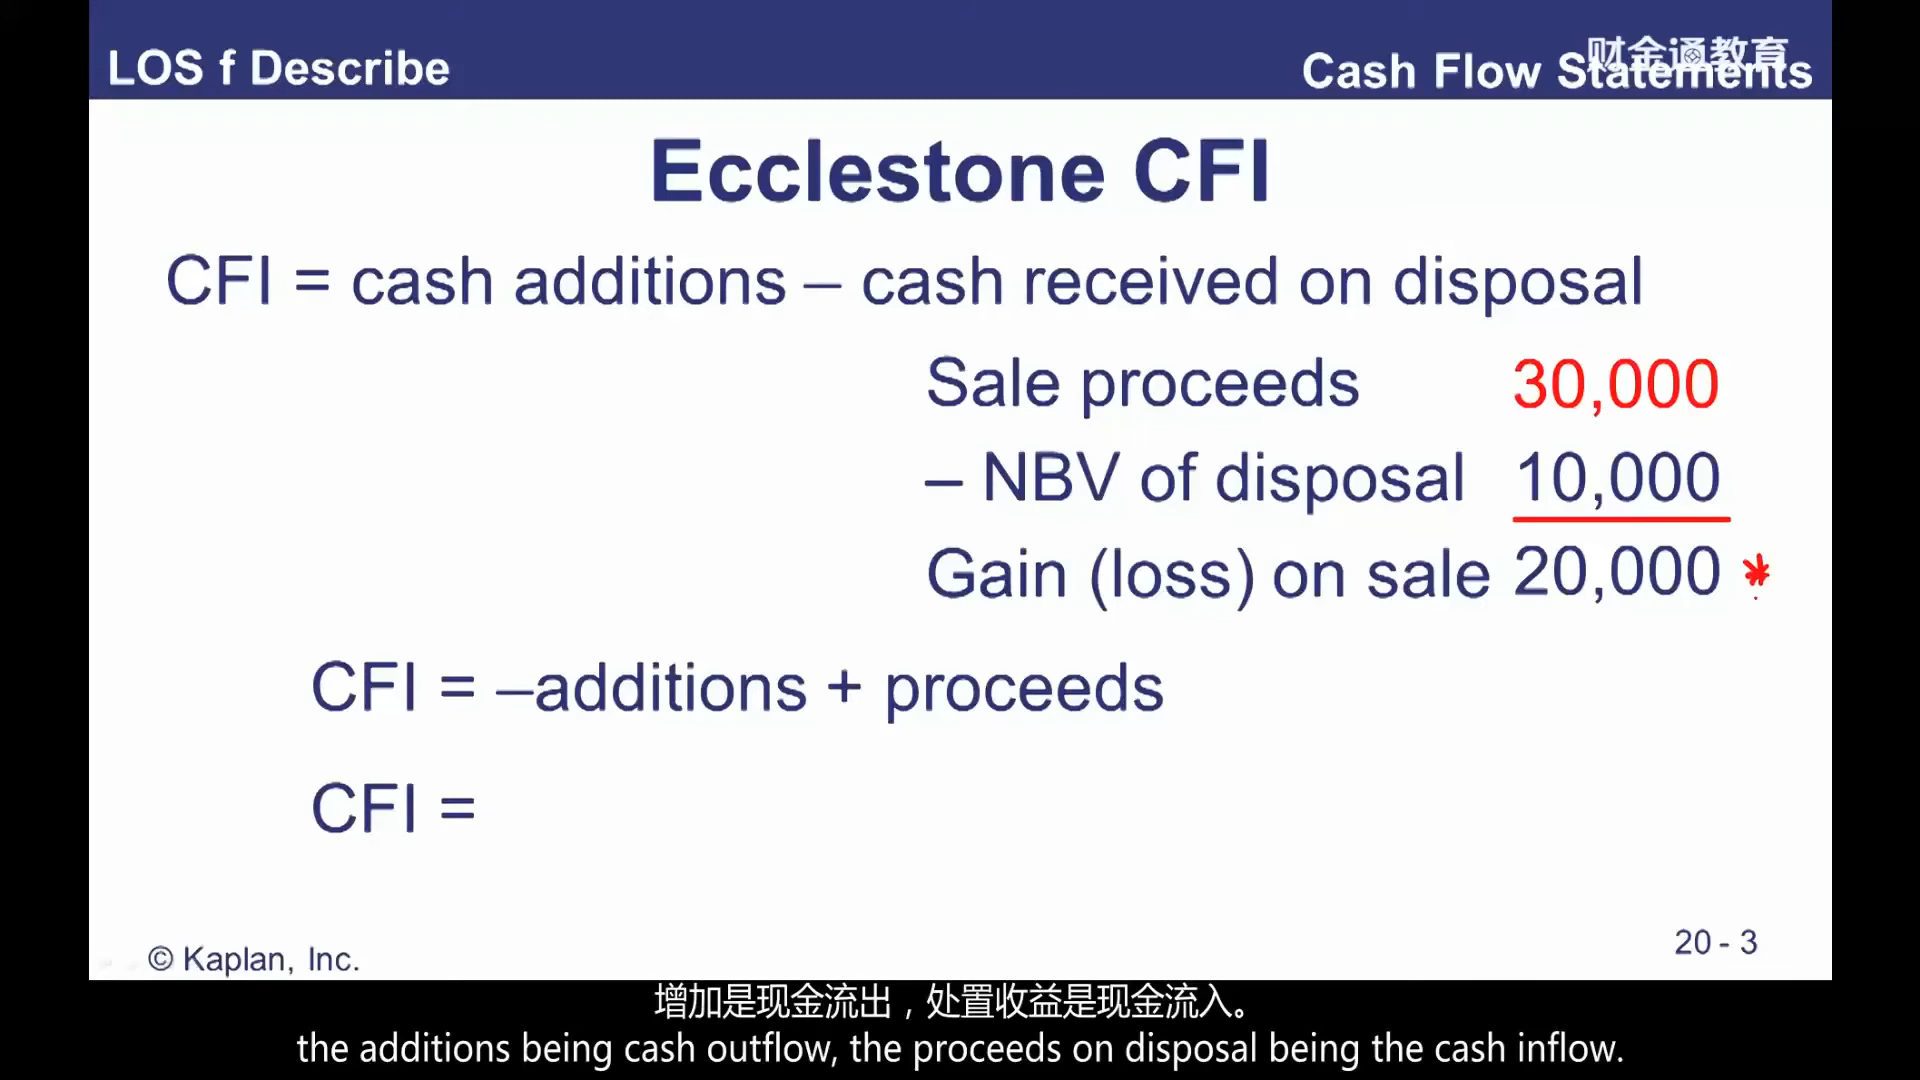 LOS f Describe
财金通教育
Cash Flow Statements
Ecclestone CFI
CFI = cash additions – cash received on disposal
Sale proceeds 30,000
– NBV of disposal 10,000
Gain (loss) on sale 20,000 *
CFI = –additions + proceeds
CFI =
© Kaplan, Inc.
20 - 3
增加是现金流出，处置收益是现金流入。
the additions being cash outflow, the proceeds on disposal being the cash inflow.